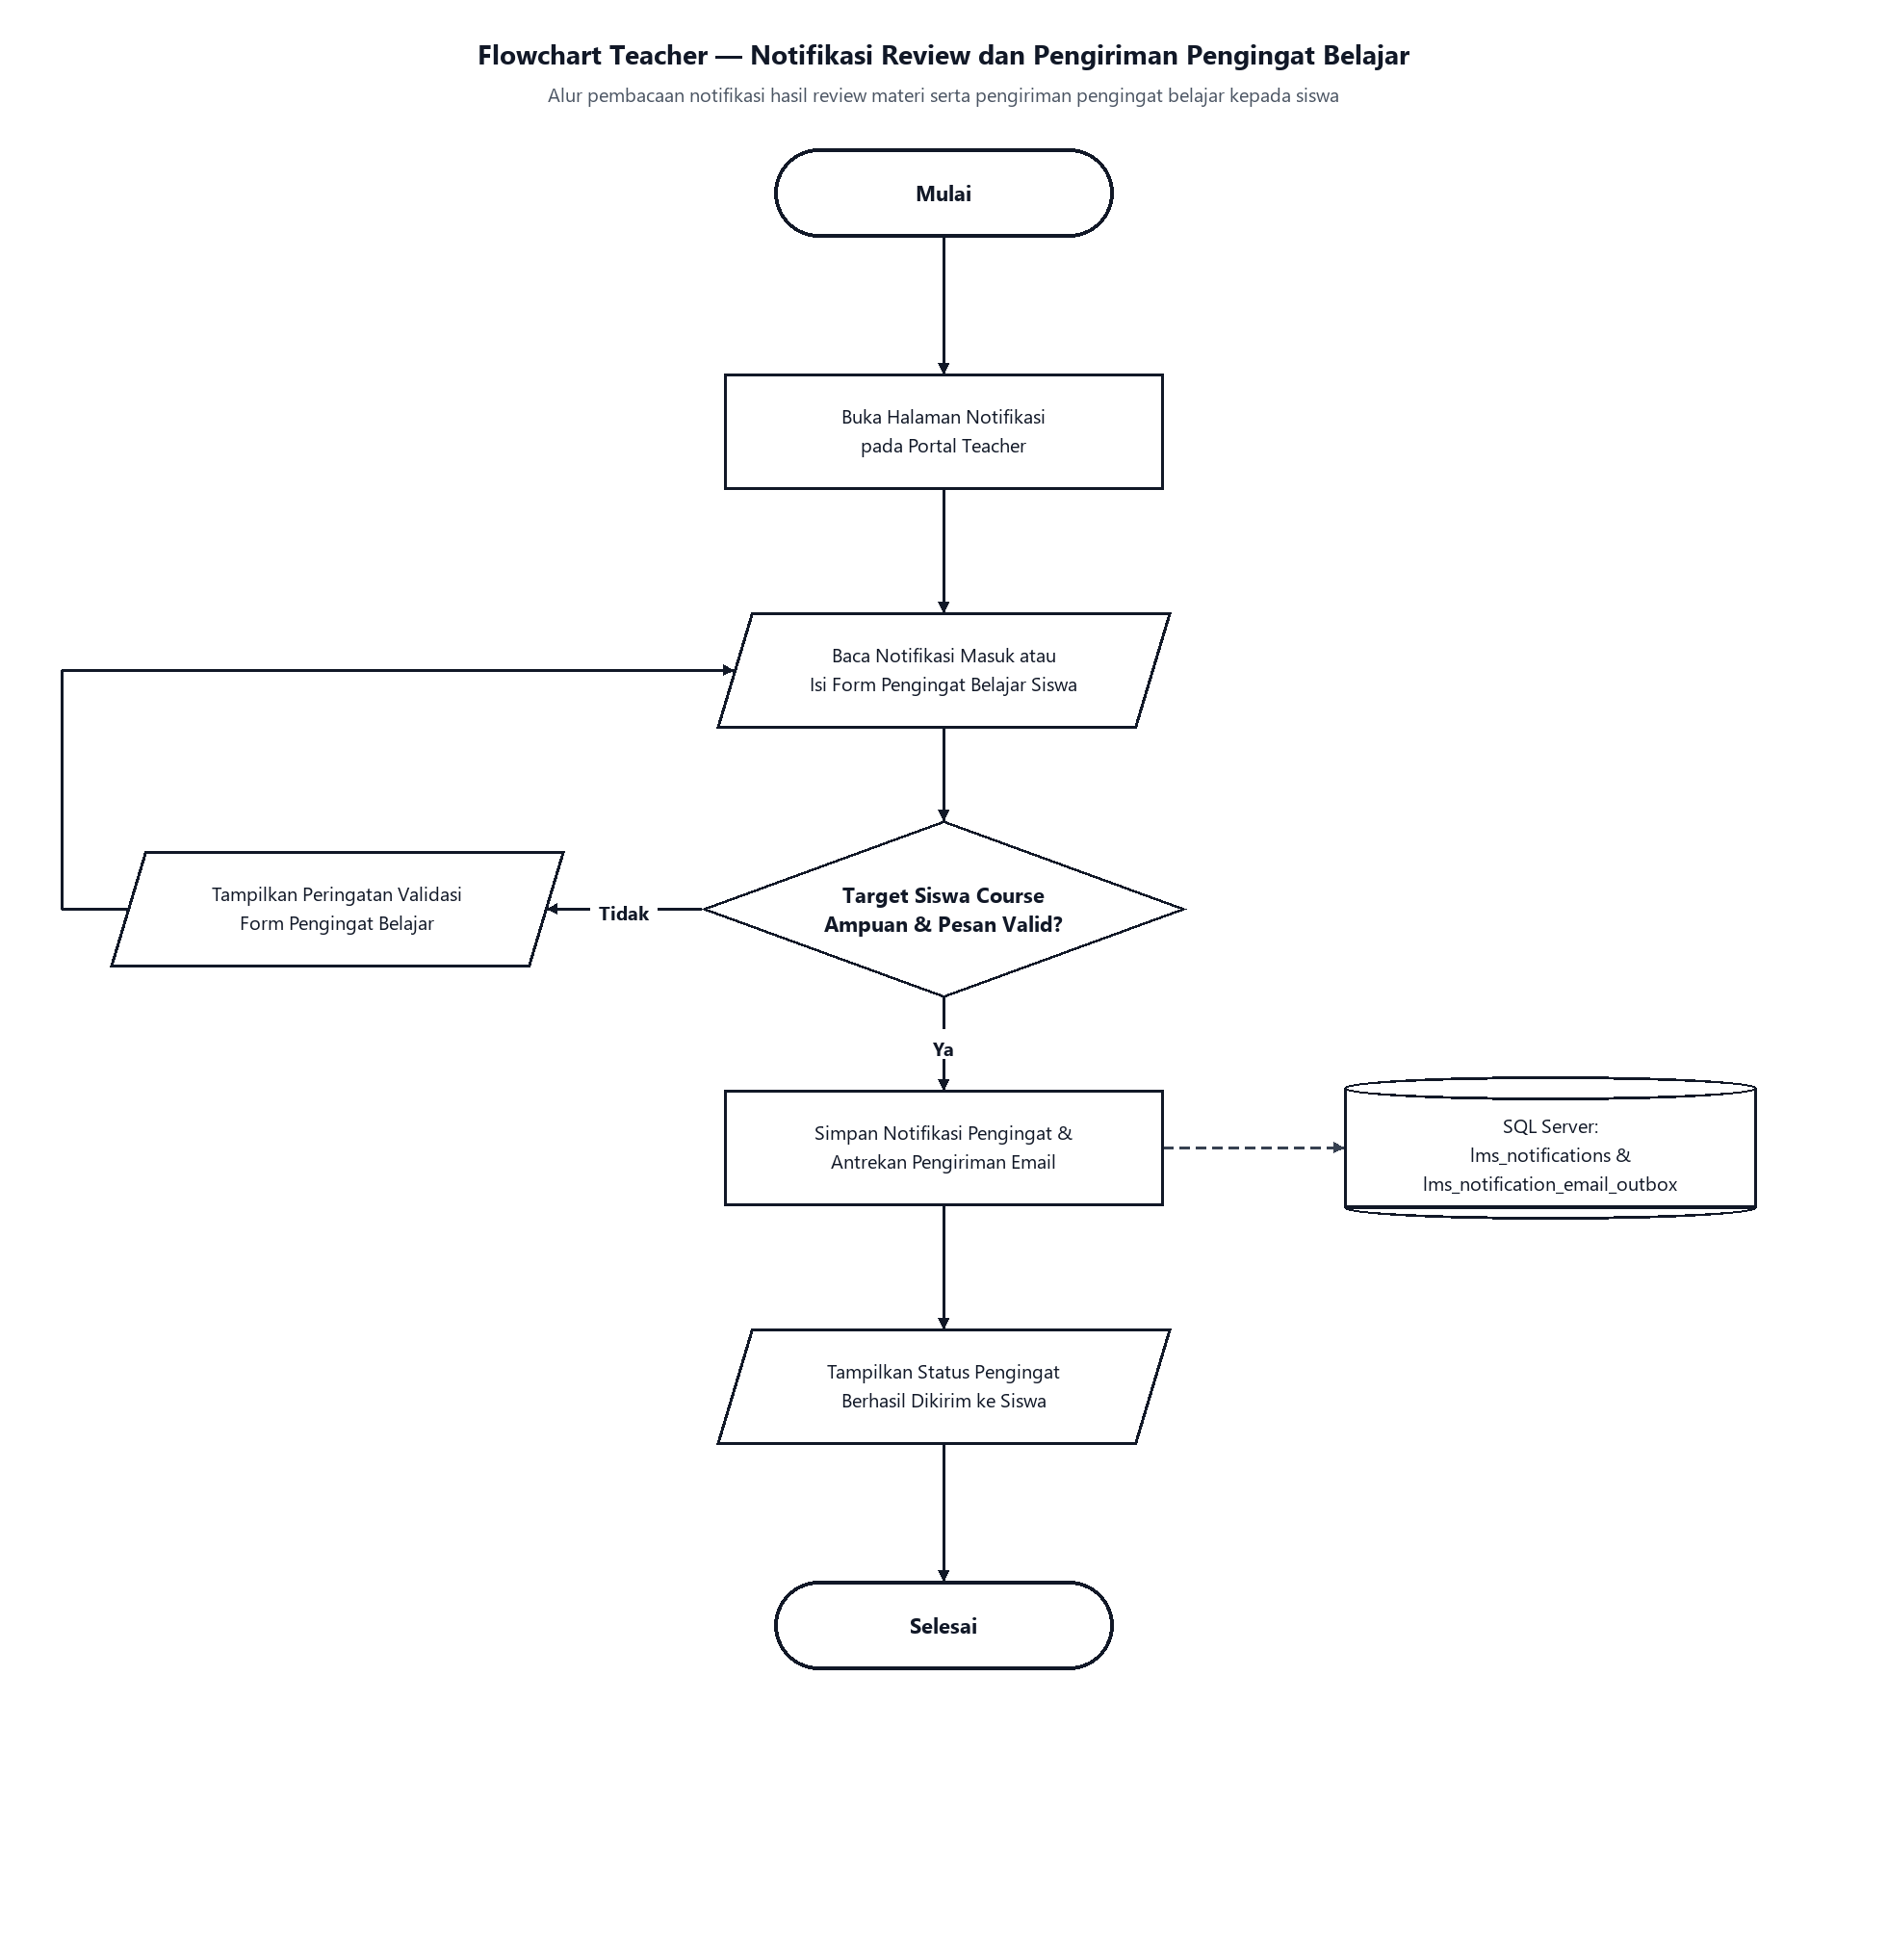 Flowchart Teacher — Notifikasi Review dan Pengiriman Pengingat Belajar
Alur pembacaan notifikasi hasil review materi serta pengiriman pengingat belajar kepada siswa
Mulai
Buka Halaman Notifikasi
pada Portal Teacher
Baca Notifikasi Masuk atau
Isi Form Pengingat Belajar Siswa
Target Siswa Course
Ampuan & Pesan Valid?
Tidak
Tampilkan Peringatan Validasi
Form Pengingat Belajar
Ya
Simpan Notifikasi Pengingat &
Antrekan Pengiriman Email
SQL Server:
lms_notifications &
lms_notification_email_outbox
Tampilkan Status Pengingat
Berhasil Dikirim ke Siswa
Selesai